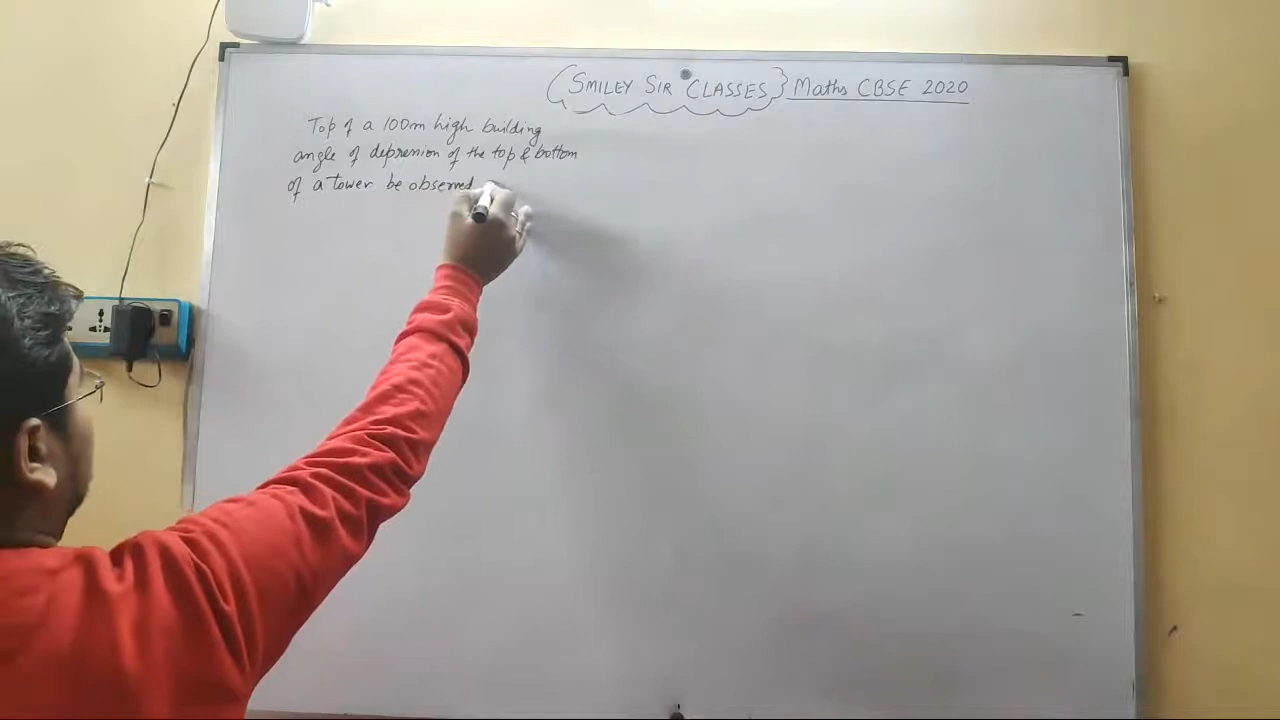 SMILEY SIR CLASSES Maths CBSE 2020
Top of a 100m high building
angle of depression of the top & bottom
of a tower be observed